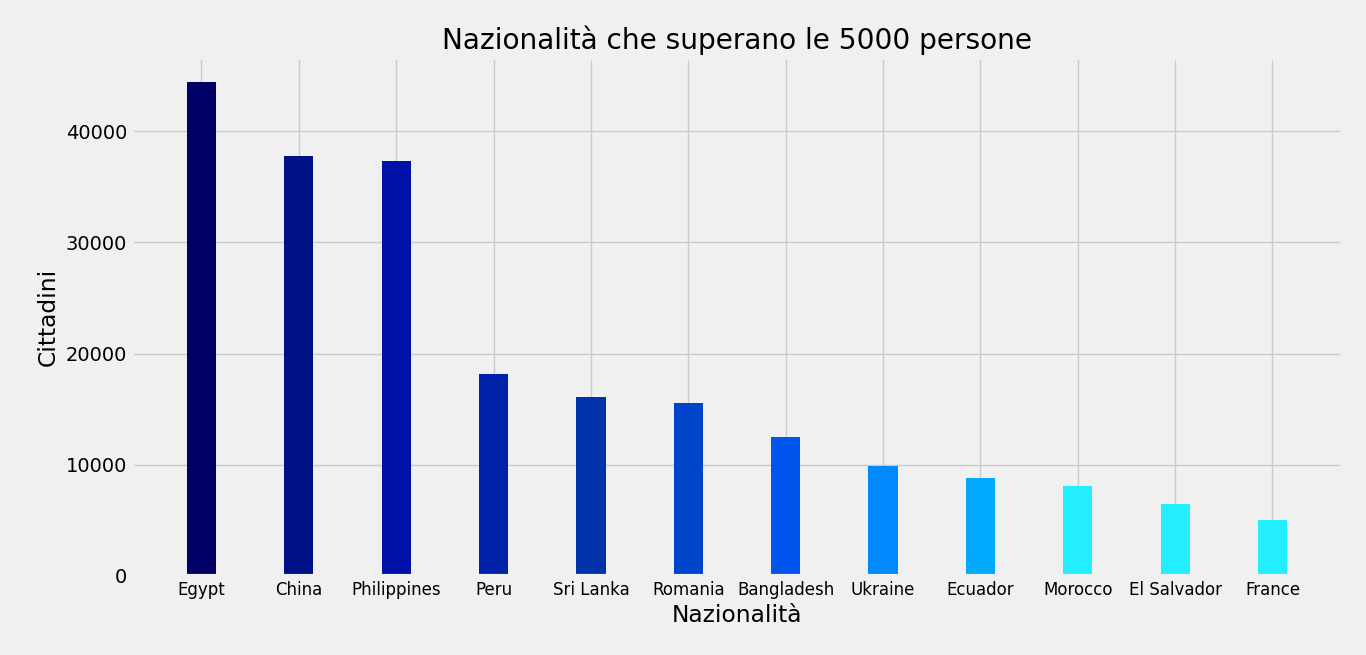 Nazionalità che superano le 5000 persone
Cittadini
40000
30000
20000
10000
0
Egypt China Philippines Peru Sri Lanka Romania Bangladesh Ukraine Ecuador Morocco El Salvador France
Nazionalità